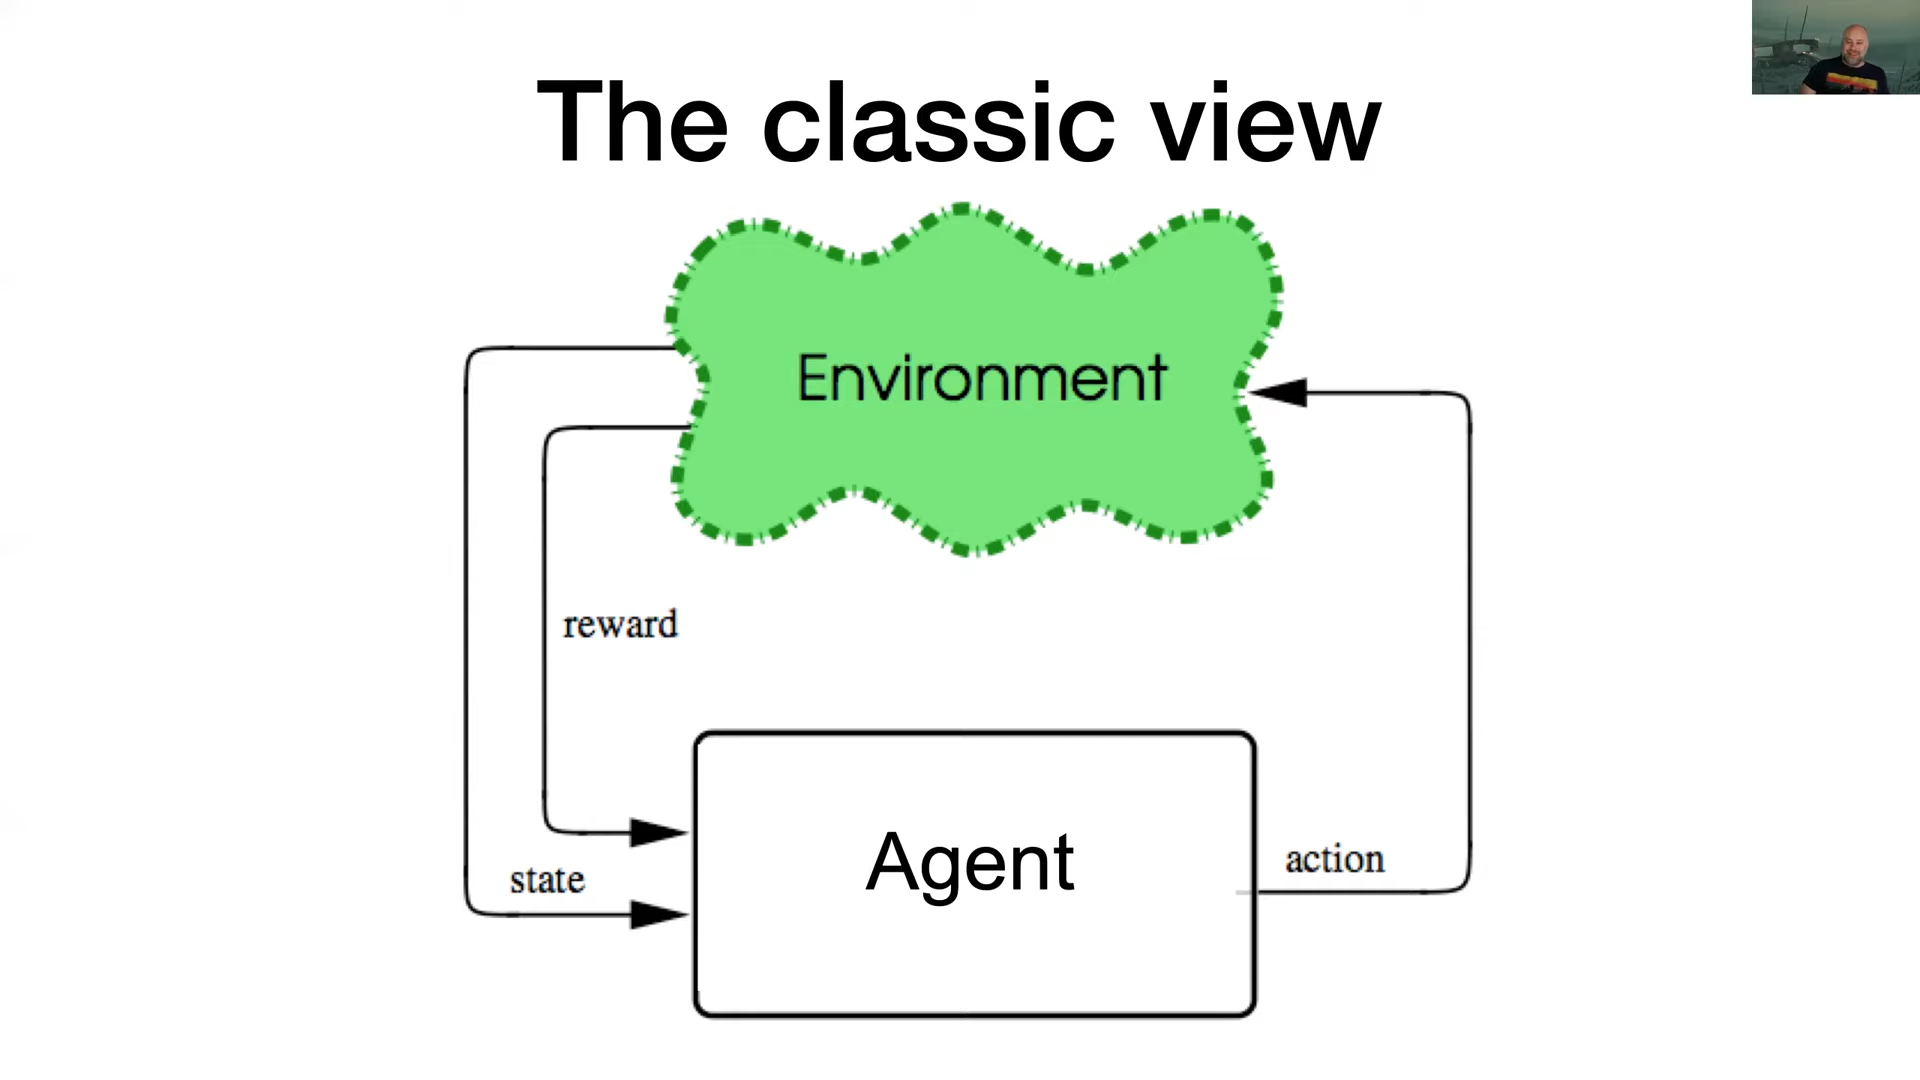 The classic view
Environment
reward
Agent
action
state